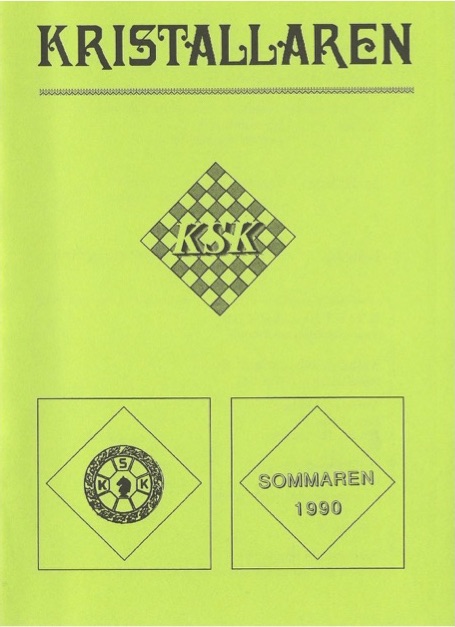 KRISTALLAREN
KSK
S
K K
SOMMAREN
1990